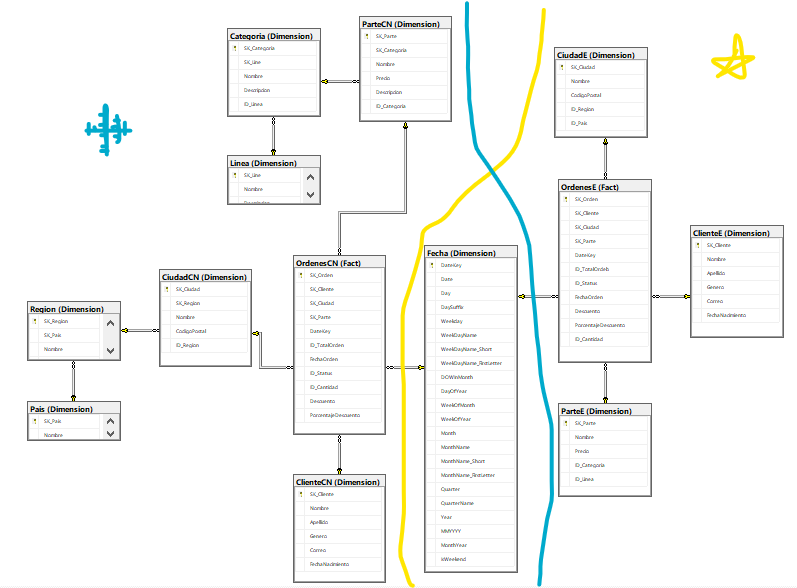 ParteCN (Dimension)
SK_Parte
SK_Categoria
Nombre
Precio
Descripcion
ID_Categoria
Categoria (Dimension)
SK_Categoria
SK_Line
Nombre
Descripcion
ID_Linea
Linea (Dimension)
SK_Line
Nombre
CiudadE (Dimension)
SK_Ciudad
Nombre
CodigoPostal
ID_Region
ID_Pais
OrdenesE (Fact)
SK_Orden
SK_Cliente
SK_Ciudad
SK_Parte
DateKey
ID_TotalOrdeb
ID_Status
FechaOrden
Descuento
PorcentajeDescuento
ID_Cantidad
ClienteE (Dimension)
SK_Cliente
Nombre
Apellido
Genero
Correo
FechaNacimiento
OrdenesCN (Fact)
SK_Orden
SK_Cliente
SK_Ciudad
SK_Parte
DateKey
ID_TotalOrden
FechaOrden
ID_Status
ID_Cantidad
Descuento
PorcentajeDescuento
Fecha (Dimension)
DateKey
Date
Day
DaySuffix
Weekday
WeekDayName
WeekDayName_Short
WeekDayName_FirstLetter
DOWInMonth
DayOfYear
WeekOfMonth
WeekOfYear
Month
MonthName
MonthName_Short
MonthName_FirstLetter
Quarter
QuarterName
Year
MMYYYY
MonthYear
IsWeekend
CiudadCN (Dimension)
SK_Ciudad
SK_Region
Nombre
CodigoPostal
ID_Region
Region (Dimension)
SK_Region
SK_Pais
Nombre
Pais (Dimension)
SK_Pais
Nombre
ClienteCN (Dimension)
SK_Cliente
Nombre
Apellido
Genero
Correo
FechaNacimiento
ParteE (Dimension)
SK_Parte
Nombre
Precio
ID_Categoria
ID_Linea